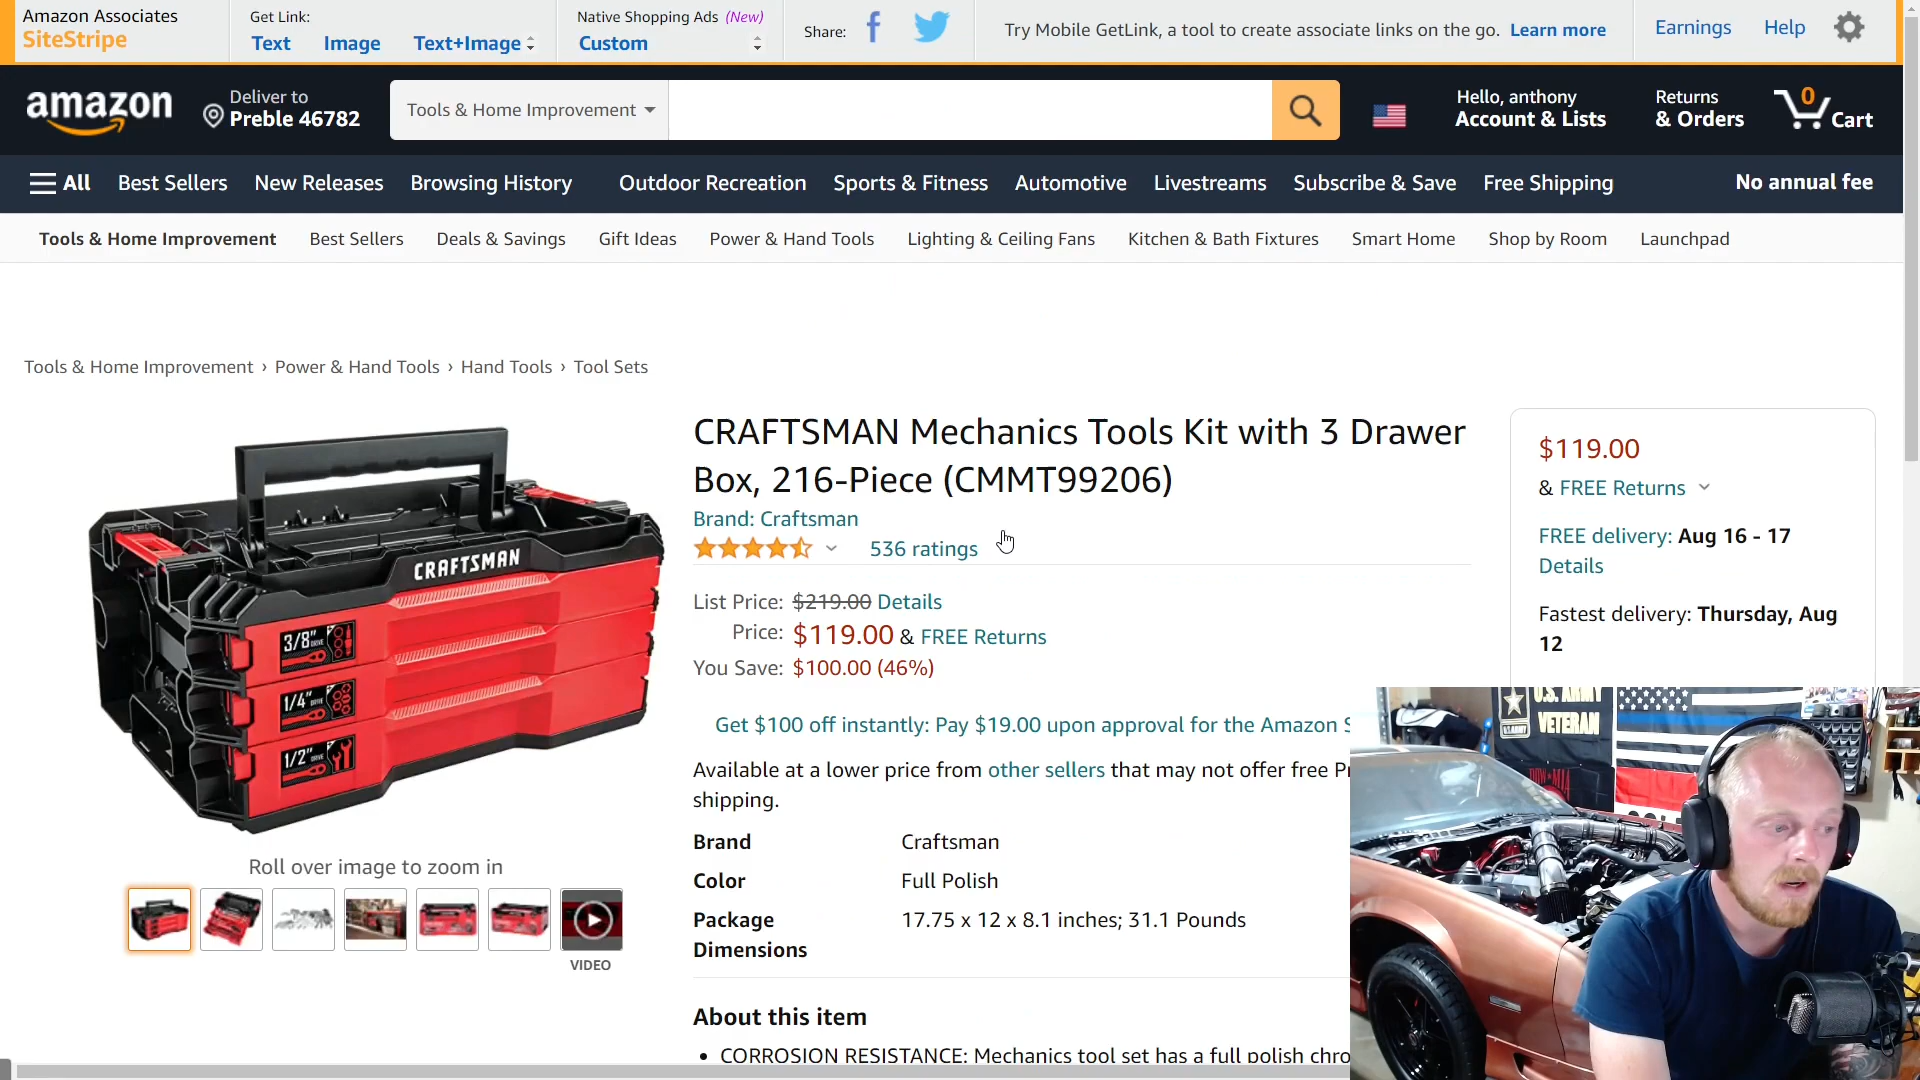 Amazon Associates
SiteStripe
Get Link:
Text Image Text+Image
Native Shopping Ads (New)
Custom
Share:
Try Mobile GetLink, a tool to create associate links on the go. Learn more
Earnings Help
amazon
Deliver to
Preble 46782
Tools & Home Improvement
Hello, anthony
Account & Lists
Returns
& Orders
0
Cart
All Best Sellers New Releases Browsing History Outdoor Recreation Sports & Fitness Automotive Livestreams Subscribe & Save Free Shipping No annual fee
Tools & Home Improvement Best Sellers Deals & Savings Gift Ideas Power & Hand Tools Lighting & Ceiling Fans Kitchen & Bath Fixtures Smart Home Shop by Room Launchpad
Tools & Home Improvement › Power & Hand Tools › Hand Tools › Tool Sets
CRAFTSMAN
3/8" DRIVE
1/4" DRIVE
1/2" DRIVE
Roll over image to zoom in
VIDEO
CRAFTSMAN Mechanics Tools Kit with 3 Drawer
Box, 216-Piece (CMMT99206)
Brand: Craftsman
536 ratings
List Price: $219.00 Details
Price: $119.00 & FREE Returns
You Save: $100.00 (46%)
Get $100 off instantly: Pay $19.00 upon approval for the Amazon S
Available at a lower price from other sellers that may not offer free Pr
shipping.
Brand Craftsman
Color Full Polish
Package Dimensions 17.75 x 12 x 8.1 inches; 31.1 Pounds
About this item
• CORROSION RESISTANCE: Mechanics tool set has a full polish chro
$119.00
& FREE Returns
FREE delivery: Aug 16 - 17
Details
Fastest delivery: Thursday, Aug
12
U.S. ARMY
VETERAN
POW★MIA